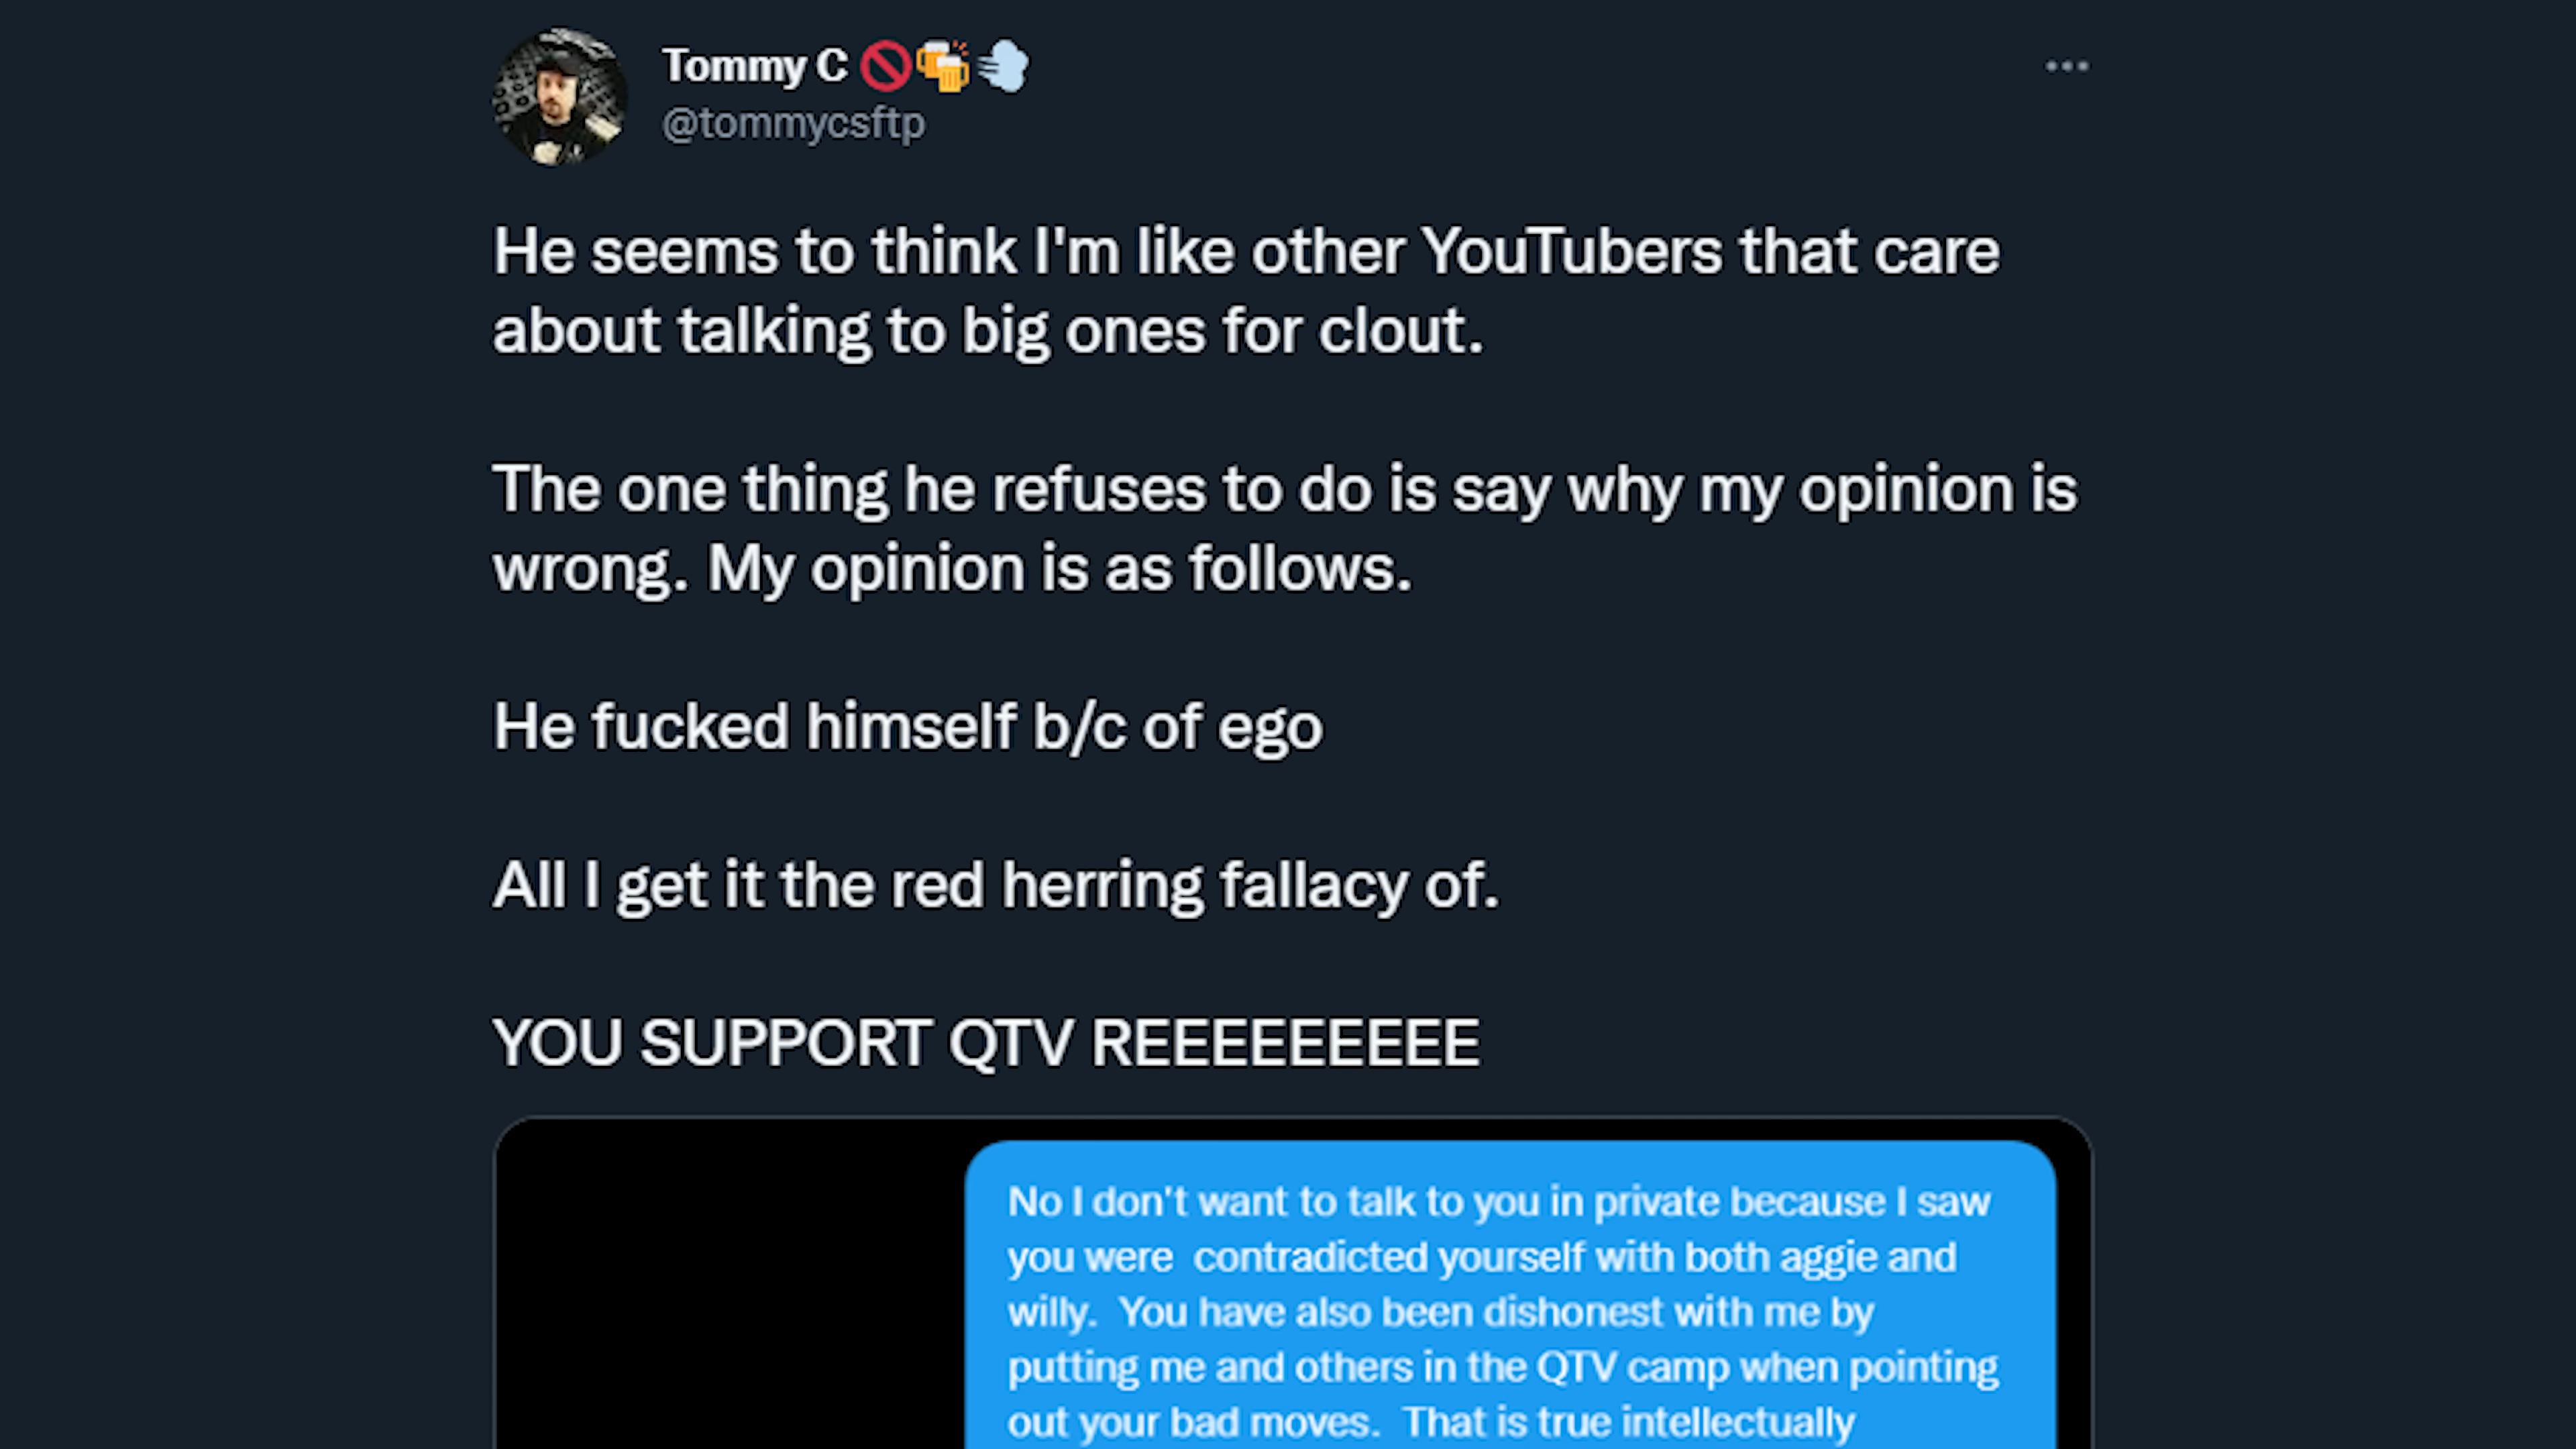 Tommy C 🚫🍻💨
@tommycsftp
He seems to think I'm like other YouTubers that care
about talking to big ones for clout.
The one thing he refuses to do is say why my opinion is
wrong. My opinion is as follows.
He fucked himself b/c of ego
All I get it the red herring fallacy of.
YOU SUPPORT QTV REEEEEEEEE
No I don't want to talk to you in private because I saw
you were  contradicted yourself with both aggie and
willy.  You have also been dishonest with me by
putting me and others in the QTV camp when pointing
out your bad moves.  That is true intellectually